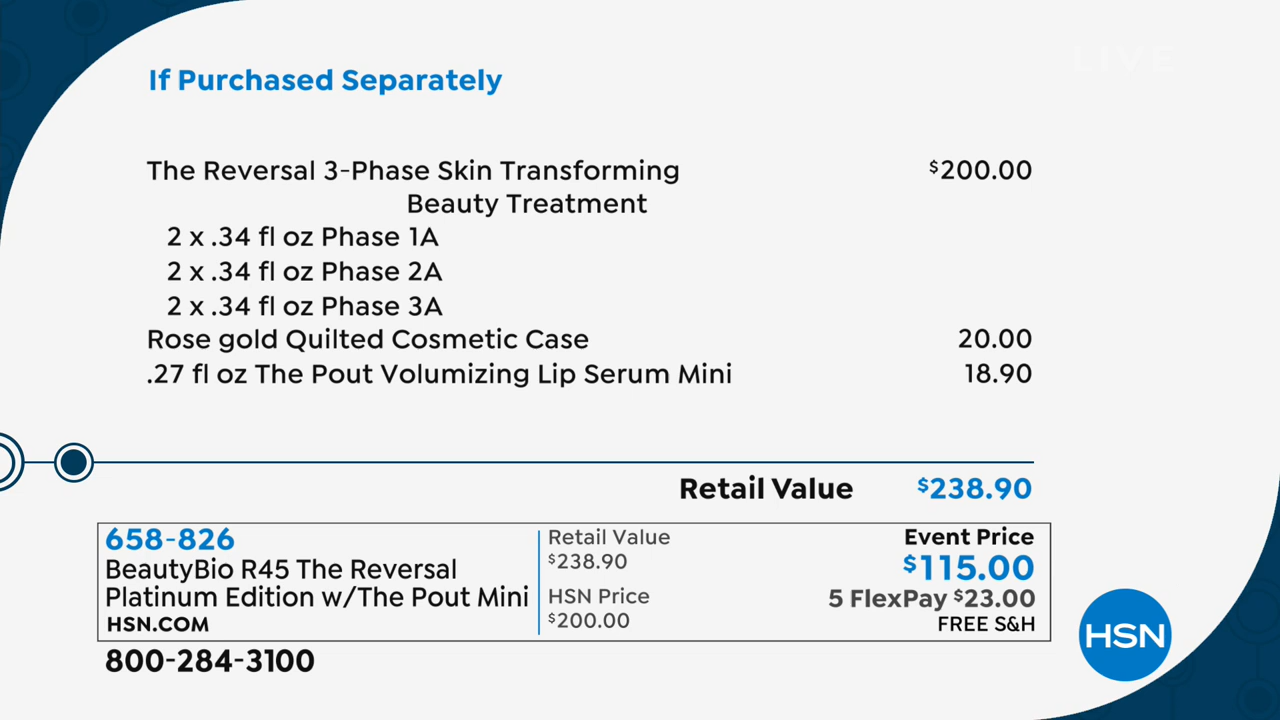 LIVE
If Purchased Separately
The Reversal 3-Phase Skin Transforming $200.00
Beauty Treatment
2 x .34 fl oz Phase 1A
2 x .34 fl oz Phase 2A
2 x .34 fl oz Phase 3A
Rose gold Quilted Cosmetic Case 20.00
.27 fl oz The Pout Volumizing Lip Serum Mini 18.90
Retail Value $238.90
658-826
BeautyBio R45 The Reversal
Platinum Edition w/The Pout Mini
HSN.COM
Retail Value
$238.90
HSN Price
$200.00
Event Price
$115.00
5 FlexPay $23.00
FREE S&H
HSN
800-284-3100